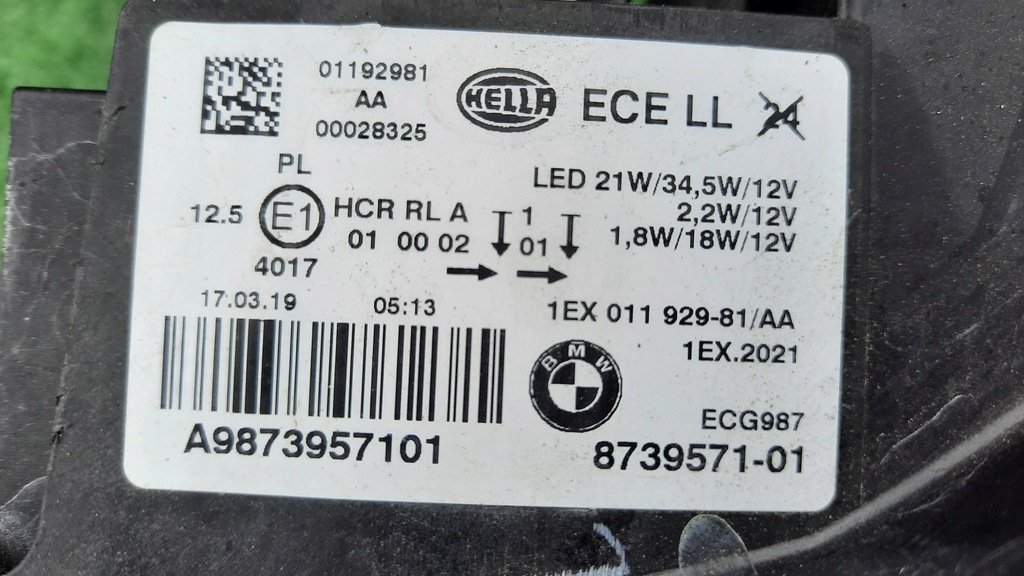 01192981
AA
00028325
HELLA
ECE LL 24
PL
LED 21W/34,5W/12V
2,2W/12V
1,8W/18W/12V
12.5 E1 HCR RL A 1
01 00 02 01
4017
17.03.19 05:13
1EX 011 929-81/AA
1EX.2021
BMW
ECG987
A9873957101
8739571-01